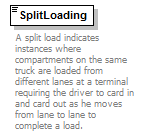 SplitLoading
A split load indicates
instances where
compartments on the same
truck are loaded from
different lanes at a terminal
requiring the driver to card in
and card out as he moves
from lane to lane to
complete a load.